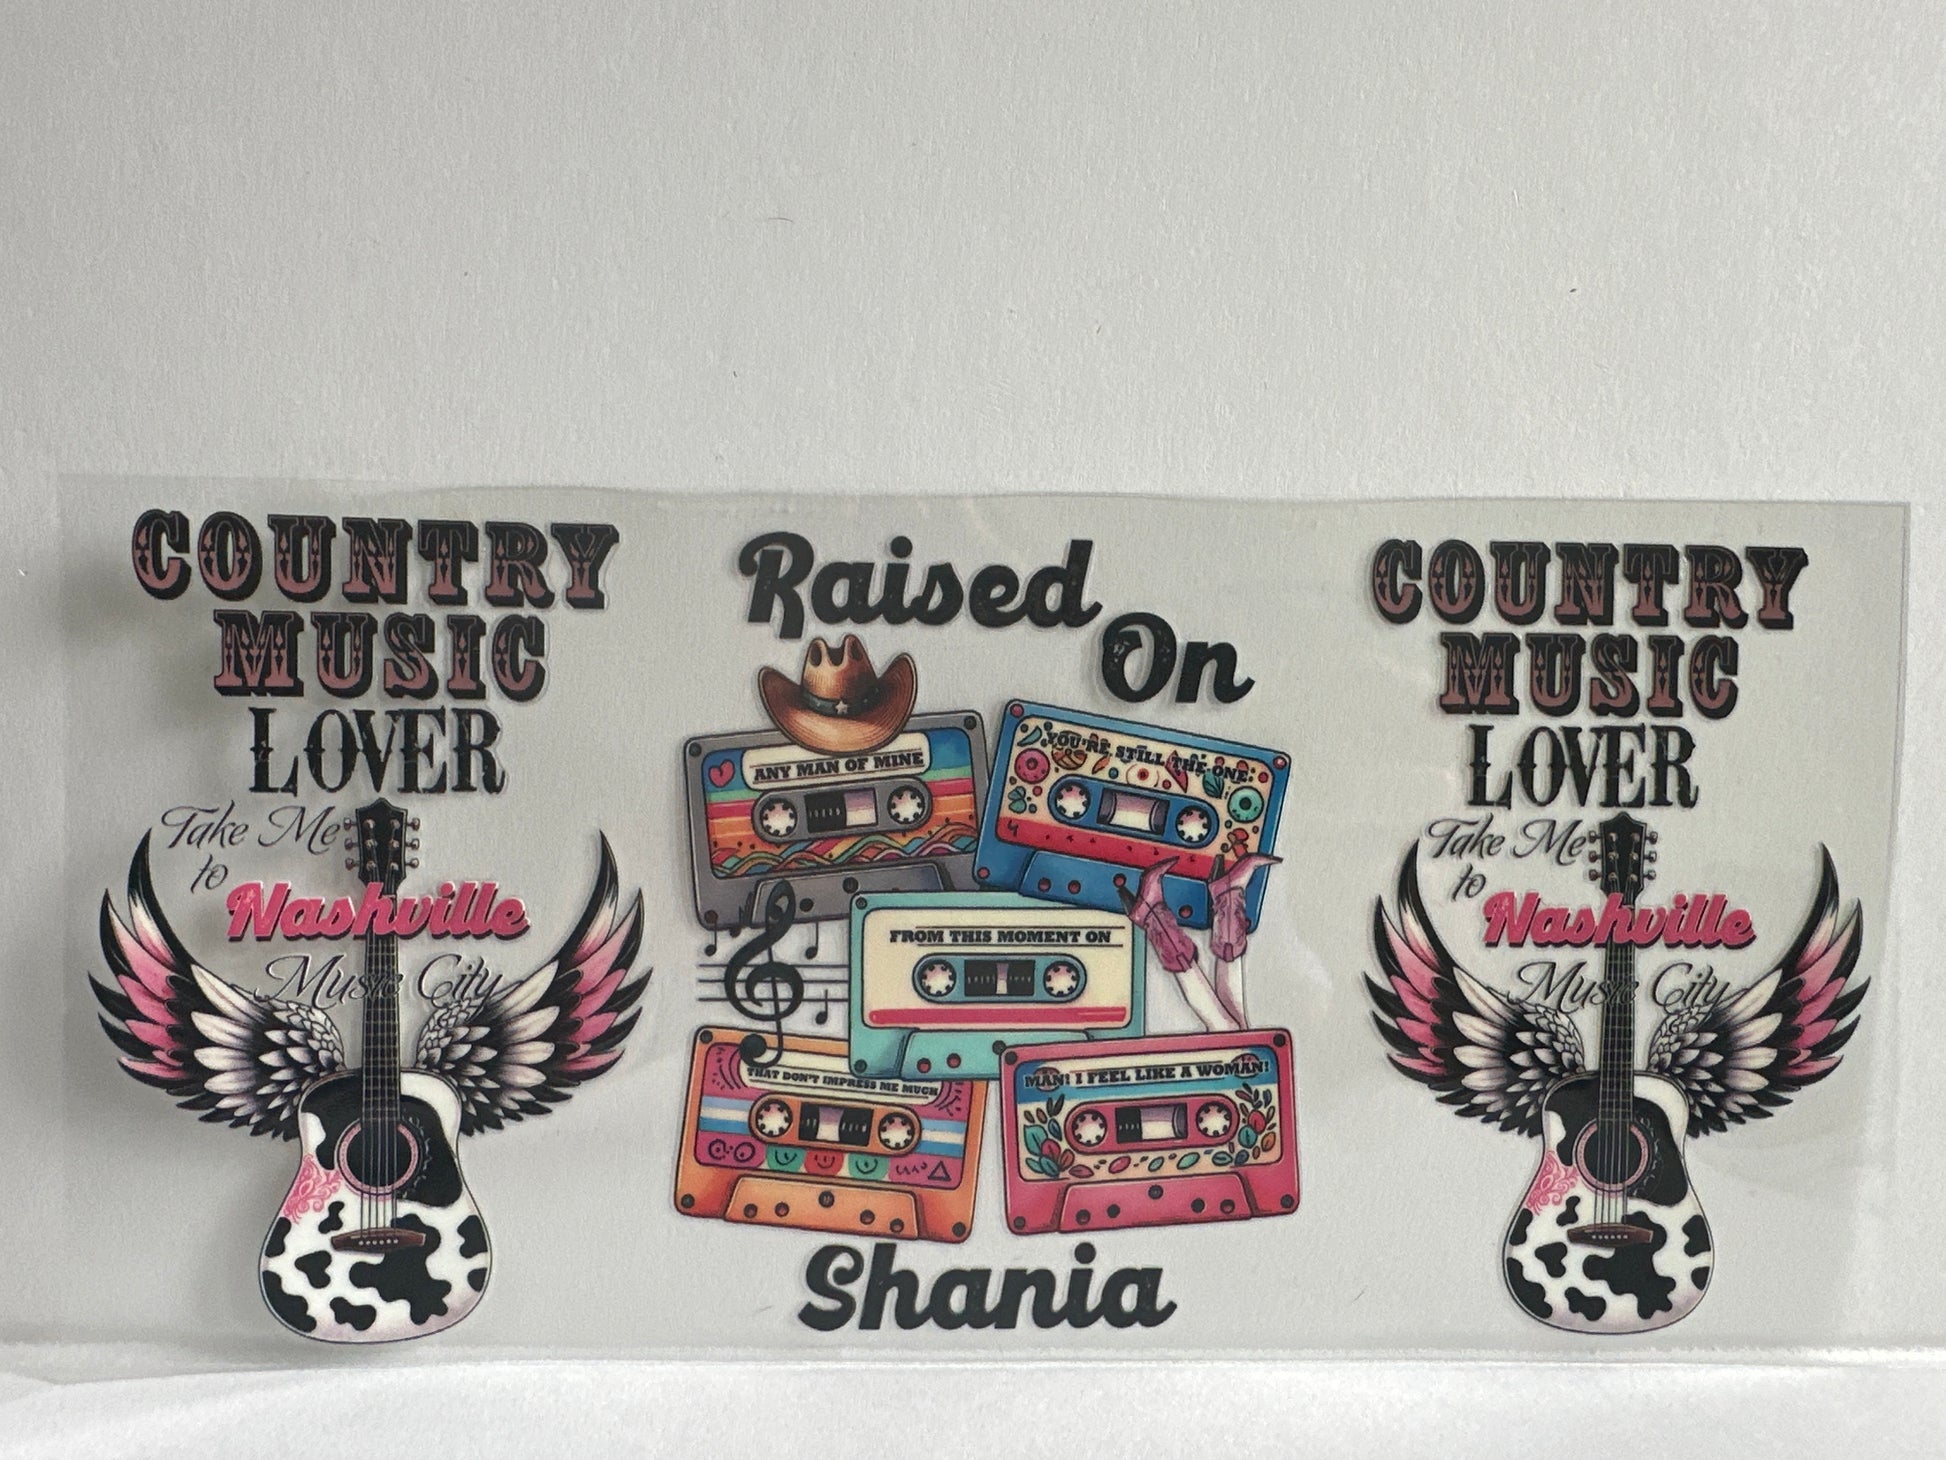 COUNTRY
MUSIC
LOVER
Take Me
to
Nashville
Music City
Raised
On
ANY MAN OF MINE
YOU'RE STILL THE ONE
FROM THIS MOMENT ON
THAT DON'T IMPRESS ME MUCH
MAN! I FEEL LIKE A WOMAN!
Shania
COUNTRY
MUSIC
LOVER
Take Me
to
Nashville
Music City